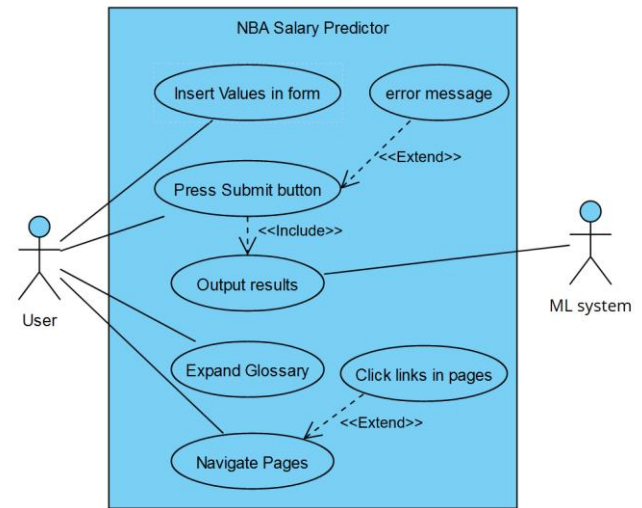 NBA Salary Predictor
Insert Values in form
error message
<<Extend>>
Press Submit button
<<Include>>
Output results
User
ML system
Expand Glossary
Click links in pages
<<Extend>>
Navigate Pages